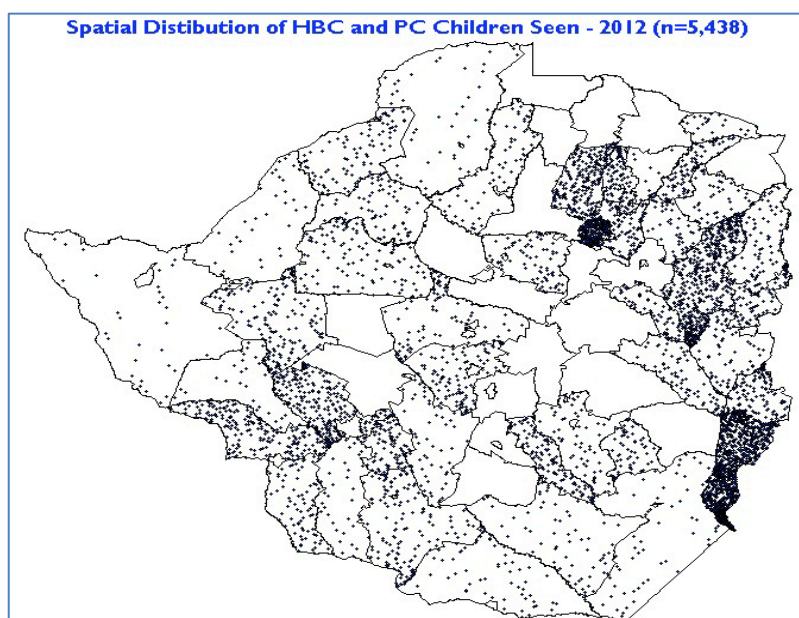 Spatial Distibution of HBC and PC Children Seen - 2012 (n=5,438)